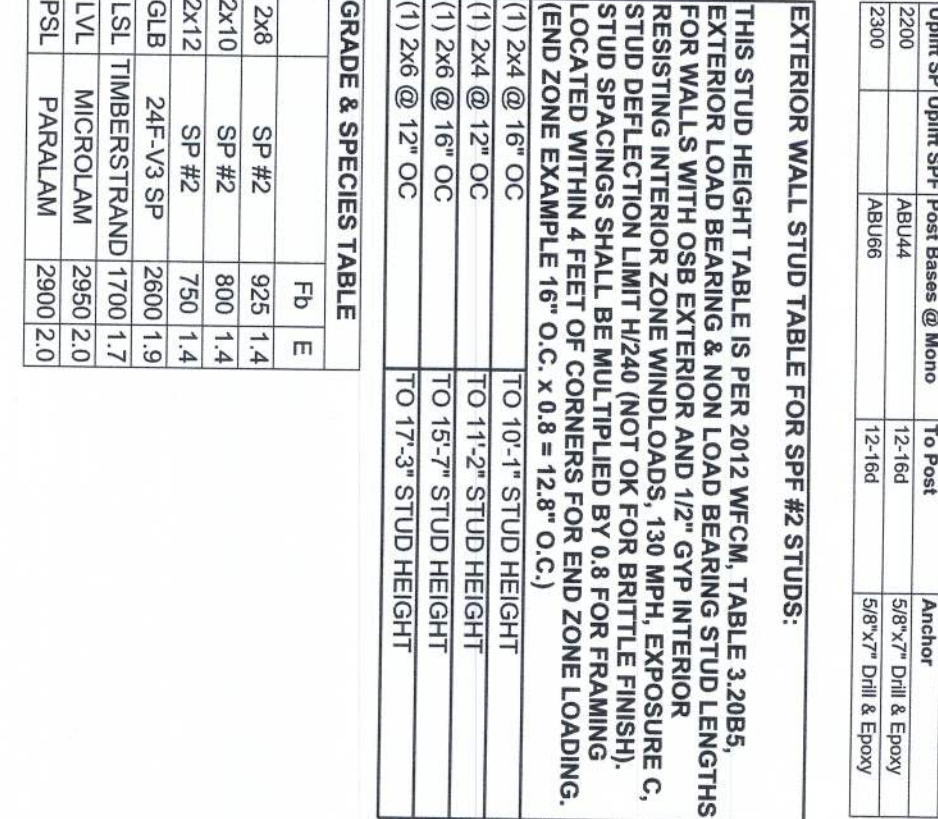 Uplift SP Uplift SPF Post Bases @ Mono To Post Anchor
2200 ABU44 12-16d 5/8"x7" Drill & Epoxy
2300 ABU66 12-16d 5/8"x7" Drill & Epoxy
EXTERIOR WALL STUD TABLE FOR SPF #2 STUDS:
THIS STUD HEIGHT TABLE IS PER 2012 WFCM, TABLE 3.20B5,
EXTERIOR LOAD BEARING & NON LOAD BEARING STUD LENGTHS
FOR WALLS WITH OSB EXTERIOR AND 1/2" GYP INTERIOR
RESISTING INTERIOR ZONE WINDLOADS, 130 MPH, EXPOSURE C,
STUD DEFLECTION LIMIT H/240 (NOT OK FOR BRITTLE FINISH).
STUD SPACINGS SHALL BE MULTIPLIED BY 0.8 FOR FRAMING
LOCATED WITHIN 4 FEET OF CORNERS FOR END ZONE LOADING.
(END ZONE EXAMPLE 16" O.C. x 0.8 = 12.8" O.C.)
(1) 2x4 @ 16" OC TO 10'-1" STUD HEIGHT
(1) 2x4 @ 12" OC TO 11'-2" STUD HEIGHT
(1) 2x6 @ 16" OC TO 15'-7" STUD HEIGHT
(1) 2x6 @ 12" OC TO 17'-3" STUD HEIGHT
GRADE & SPECIES TABLE
Fb E
2x8 SP #2 925 1.4
2x10 SP #2 800 1.4
2x12 SP #2 750 1.4
GLB 24F-V3 SP 2600 1.9
LSL TIMBERSTRAND 1700 1.7
LVL MICROLAM 2950 2.0
PSL PARALAM 2900 2.0